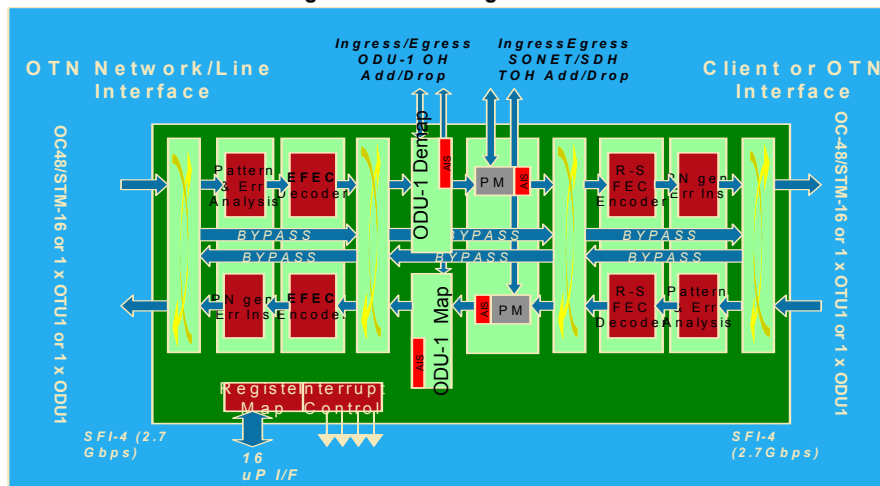 Ingress/Egress
ODU-1 OH
Add/Drop
IngressEgress
SONET/SDH
TOH Add/Drop
OTN Network/Line
Interface
Client or OTN
Interface
OC48/STM-16 or 1 x OTU1 or 1 x ODU1
OC-48/STM-16 or 1 x OTU1 or 1 x ODU1
Pattern
& Err
Analysis
EFEC
Decoder
ODU-1 Demap
AIS
PM
AIS
R-S
FEC
Encoder
PN gen
Err Ins
BYPASS
BYPASS
BYPASS
BYPASS
BYPASS
BYPASS
PN gen
Err Ins
EFEC
Encoder
ODU-1 Map
AIS
AIS
PM
R-S
FEC
Decoder
Pattern
& Err
Analysis
Register
Map
Interrupt
Control
SFI-4 (2.7
Gbps)
16
uP I/F
SFI-4
(2.7Gbps)